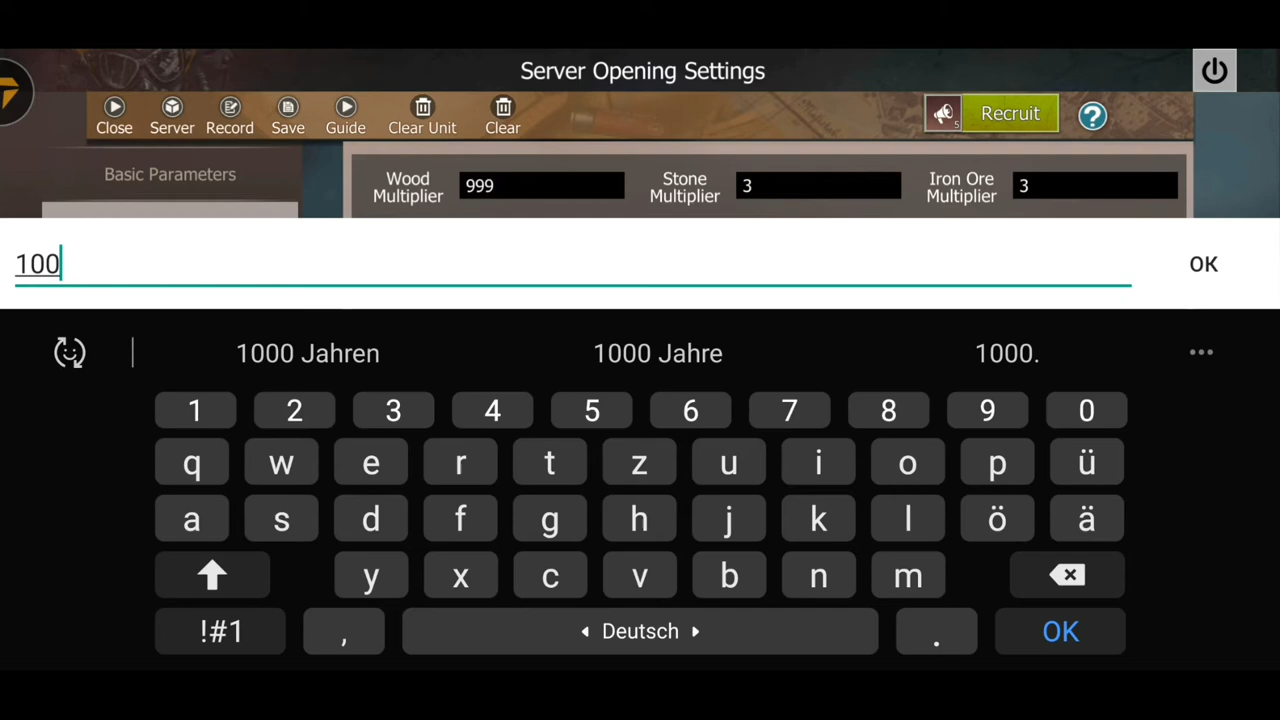 Server Opening Settings
Close Server Record Save Guide Clear Unit Clear
5 Recruit ?
Basic Parameters
Wood Multiplier 999 Stone Multiplier 3 Iron Ore Multiplier 3
100 OK
1000 Jahren 1000 Jahre 1000. •••
1 2 3 4 5 6 7 8 9 0
q w e r t z u i o p ü
a s d f g h j k l ö ä
y x c v b n m
!#1 , Deutsch . OK